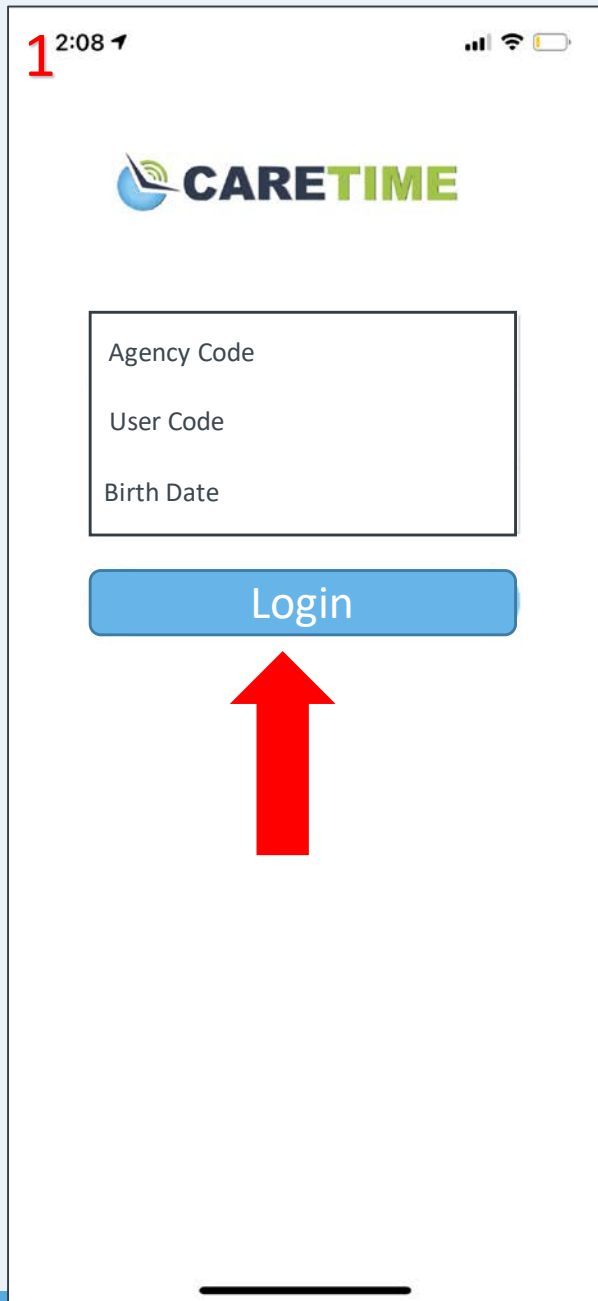 1
2:08
CARETIME
Agency Code
User Code
Birth Date
Login